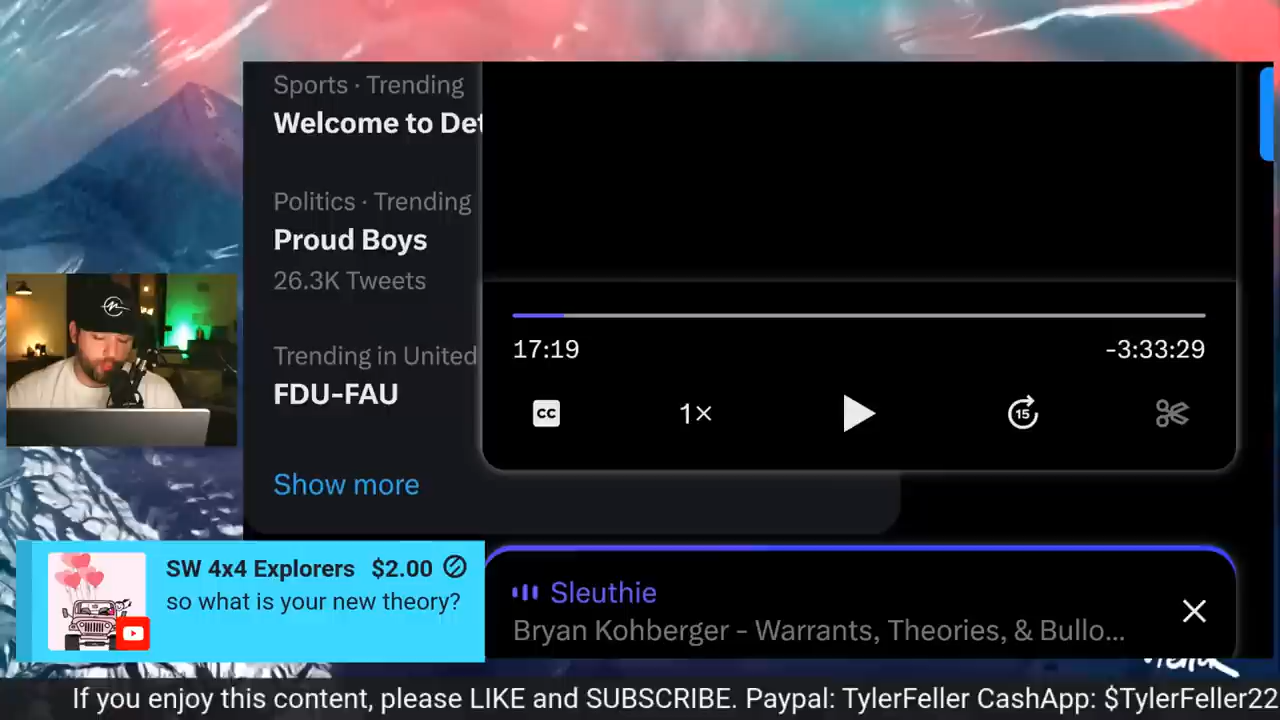 Sports · Trending
Welcome to Det
Politics · Trending
Proud Boys
26.3K Tweets
Trending in United
FDU-FAU
Show more
17:19
-3:33:29
CC
1×
15
SW 4x4 Explorers $2.00
so what is your new theory?
Sleuthie
Bryan Kohberger - Warrants, Theories, & Bullo...
If you enjoy this content, please LIKE and SUBSCRIBE. Paypal: TylerFeller CashApp: $TylerFeller22